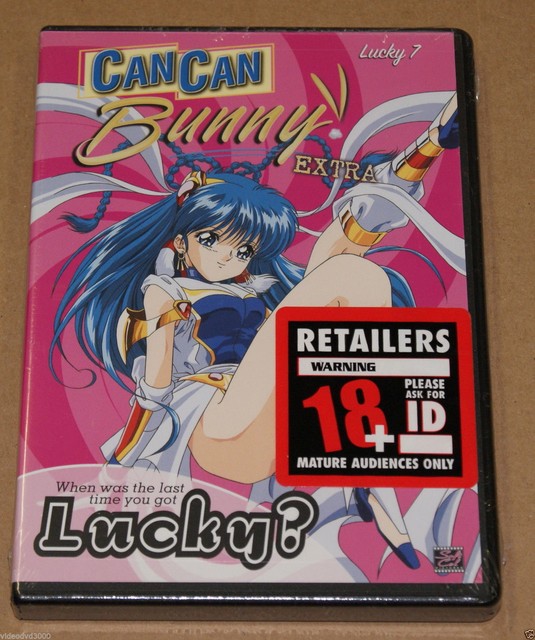 Lucky 7
CAN CAN
Bunny
EXTRA
RETAILERS
WARNING
18+
PLEASE
ASK FOR
ID
MATURE AUDIENCES ONLY
When was the last
time you got
Lucky?
videodvd3000